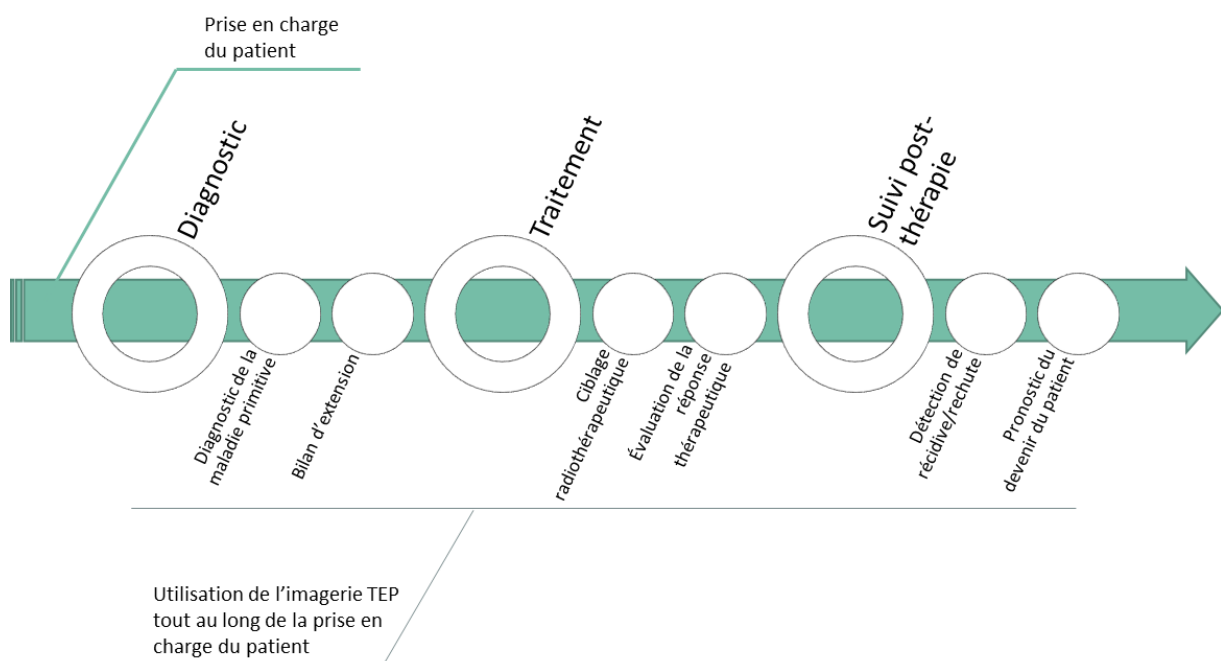 Prise en charge
du patient
Diagnostic
Traitement
Suivi post-
thérapie
Diagnostic de la
maladie primitive
Bilan d’extension
Ciblage
radiothérapeutique
Évaluation de la
réponse
thérapeutique
Détection de
récidive/rechute
Pronostic du
devenir du patient
Utilisation de l’imagerie TEP
tout au long de la prise en
charge du patient